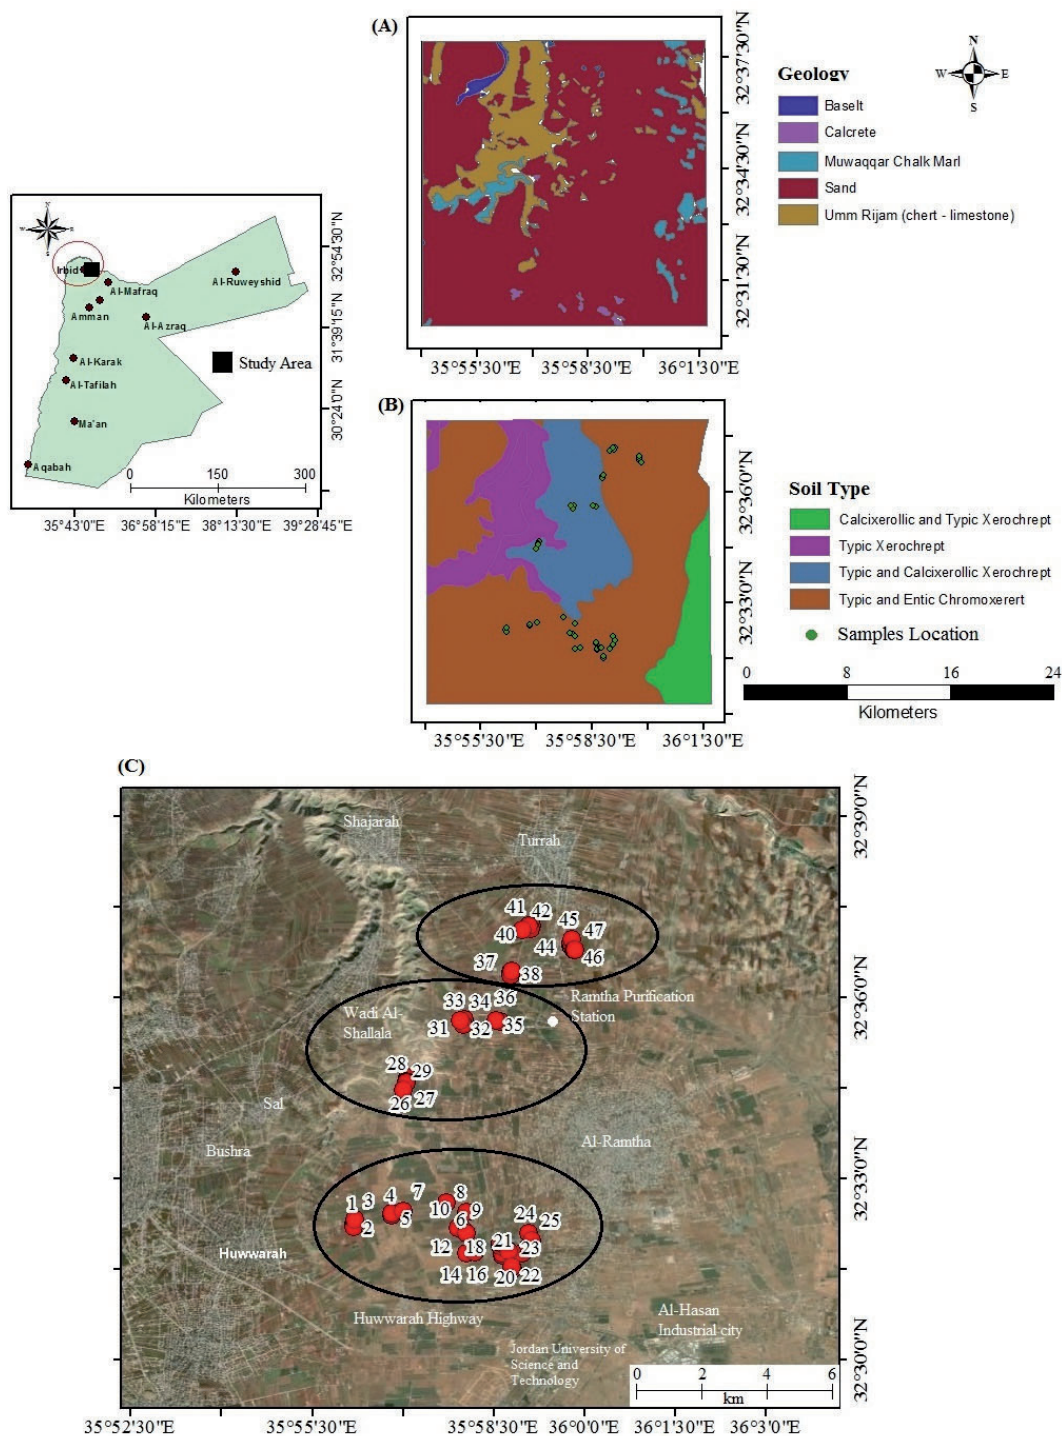 (A)
32°37'30"N
32°34'30"N
32°31'30"N
35°55'30"E
35°58'30"E
36°1'30"E
Geology
Baselt
Calcrete
Muwaqqar Chalk Marl
Sand
Umm Rijam (chert - limestone)
N
W
E
S
N
W
E
S
Irbid
Al-Mafraq
Al-Ruweyshid
Amman
Al-Azraq
Al-Karak
Al-Tafilah
Ma'an
Aqabah
Study Area
0 150 300
Kilometers
32°54'30"N
31°39'15"N
30°24'0"N
35°43'0"E
36°58'15"E
38°13'30"E
39°28'45"E
(B)
32°36'0"N
32°33'0"N
35°55'30"E
35°58'30"E
36°1'30"E
Soil Type
Calcixerollic and Typic Xerochrept
Typic Xerochrept
Typic and Calcixerollic Xerochrept
Typic and Entic Chromoxerert
Samples Location
0 8 16 24
Kilometers
(C)
32°39'0"N
32°36'0"N
32°33'0"N
32°30'0"N
Shajarah
Turrah
41
42
45
47
40
44
46
37
38
Ramtha Purification
Station
Wadi Al-
Shallala
33
34
36
31
32
35
28
29
26
27
Sal
Bushra
Al-Ramtha
1
3
4
7
8
2
5
10
9
6
24
25
12
18
21
23
14
16
20
22
Huwwarah
Huwwarah Highway
Al-Hasan
Industrial city
Jordan University of
Science and
Technology
0 2 4 6
km
35°52'30"E
35°55'30"E
35°58'30"E
36°0'0"E
36°1'30"E
36°3'0"E